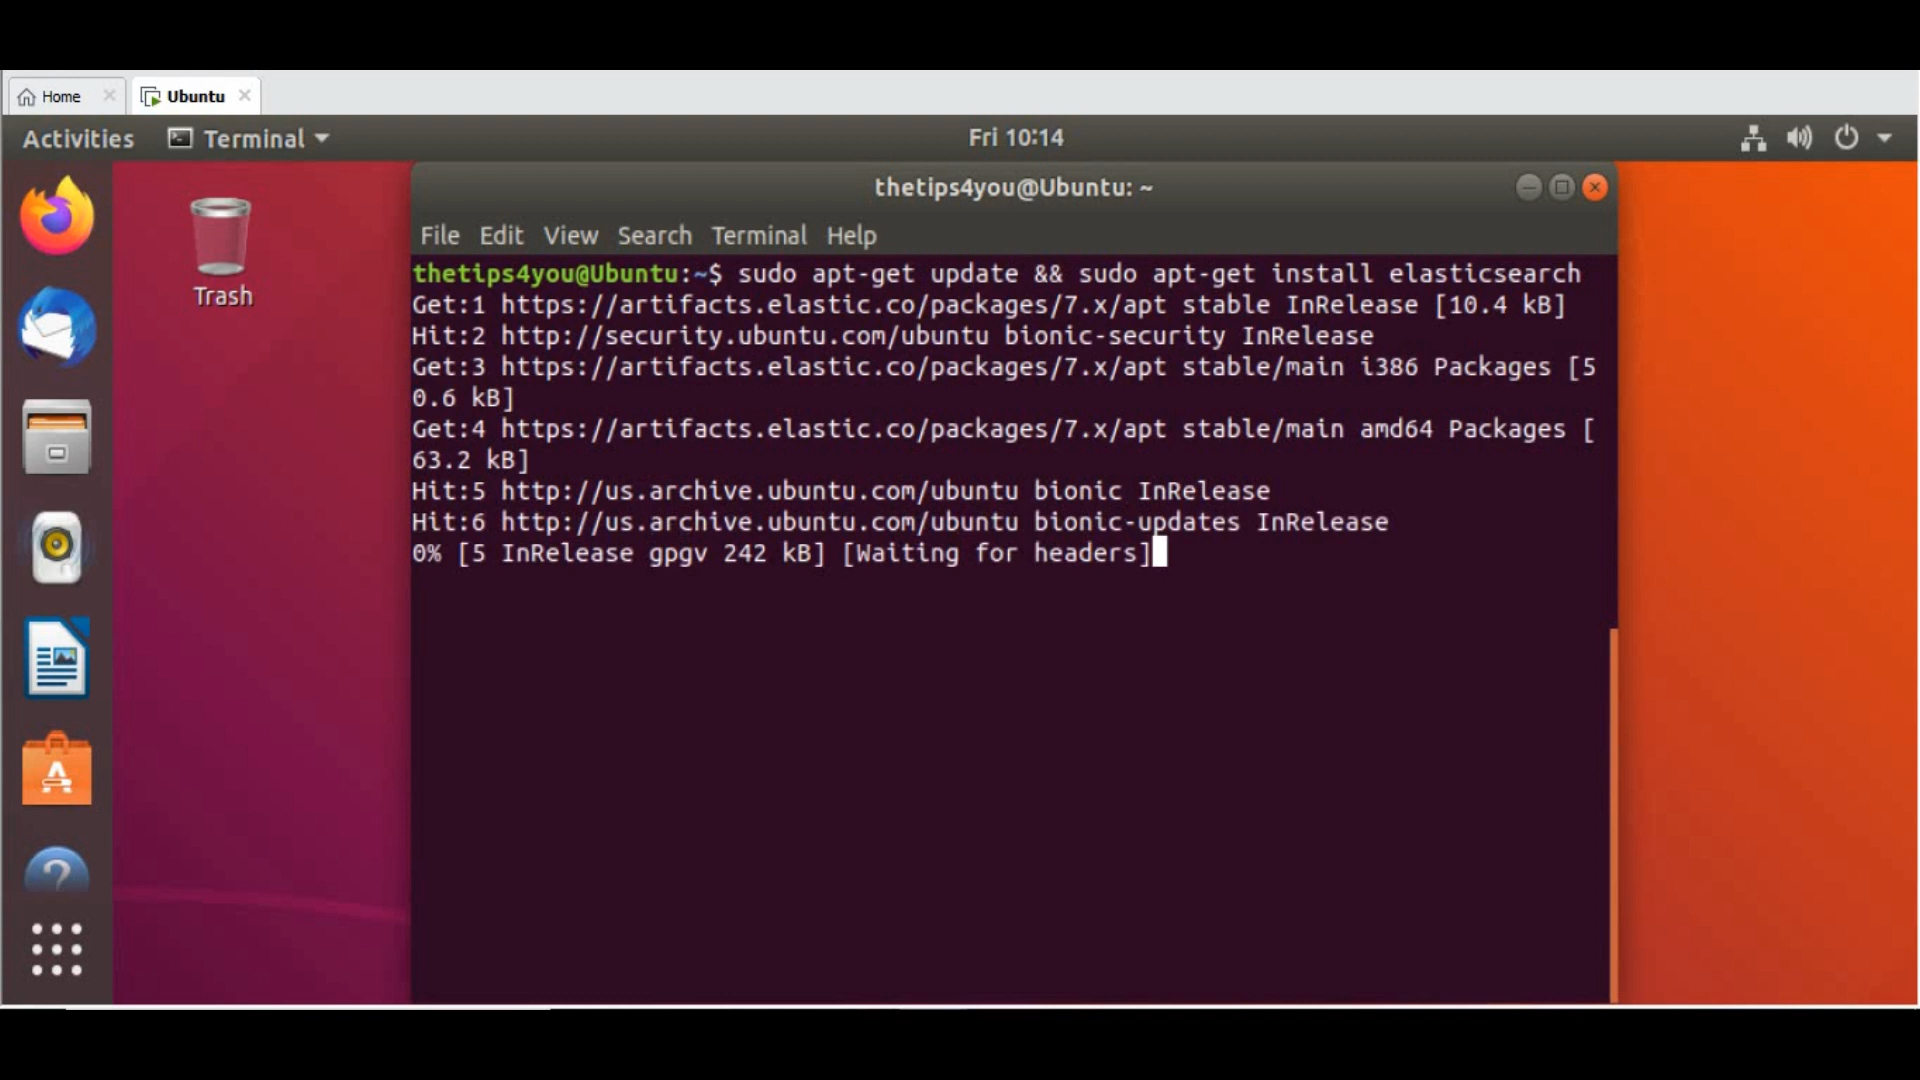 Home
Ubuntu
Activities
Terminal
Fri 10:14
Trash
thetips4you@Ubuntu: ~
File Edit View Search Terminal Help
thetips4you@Ubuntu:~$ sudo apt-get update && sudo apt-get install elasticsearch
Get:1 https://artifacts.elastic.co/packages/7.x/apt stable InRelease [10.4 kB]
Hit:2 http://security.ubuntu.com/ubuntu bionic-security InRelease
Get:3 https://artifacts.elastic.co/packages/7.x/apt stable/main i386 Packages [5
0.6 kB]
Get:4 https://artifacts.elastic.co/packages/7.x/apt stable/main amd64 Packages [
63.2 kB]
Hit:5 http://us.archive.ubuntu.com/ubuntu bionic InRelease
Hit:6 http://us.archive.ubuntu.com/ubuntu bionic-updates InRelease
0% [5 InRelease gpgv 242 kB] [Waiting for headers]